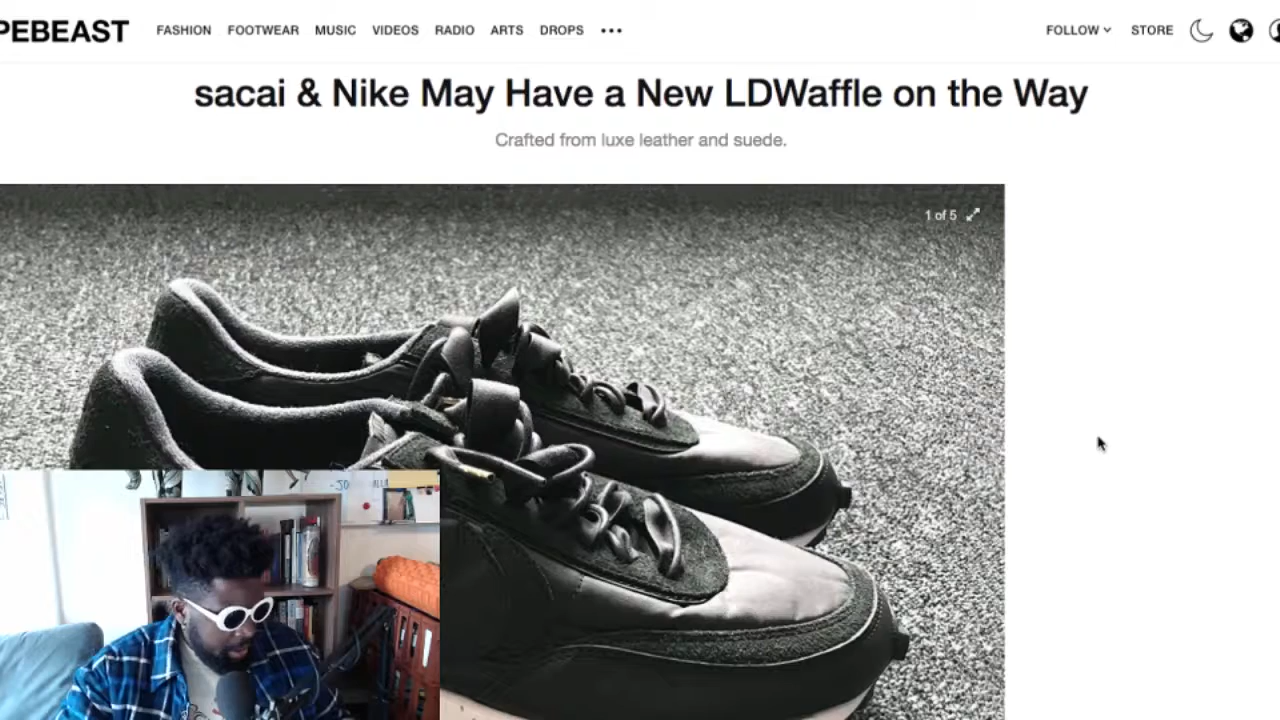 PEBEAST FASHION FOOTWEAR MUSIC VIDEOS RADIO ARTS DROPS ••• FOLLOW STORE
sacai & Nike May Have a New LDWaffle on the Way
Crafted from luxe leather and suede.
1 of 5
-50